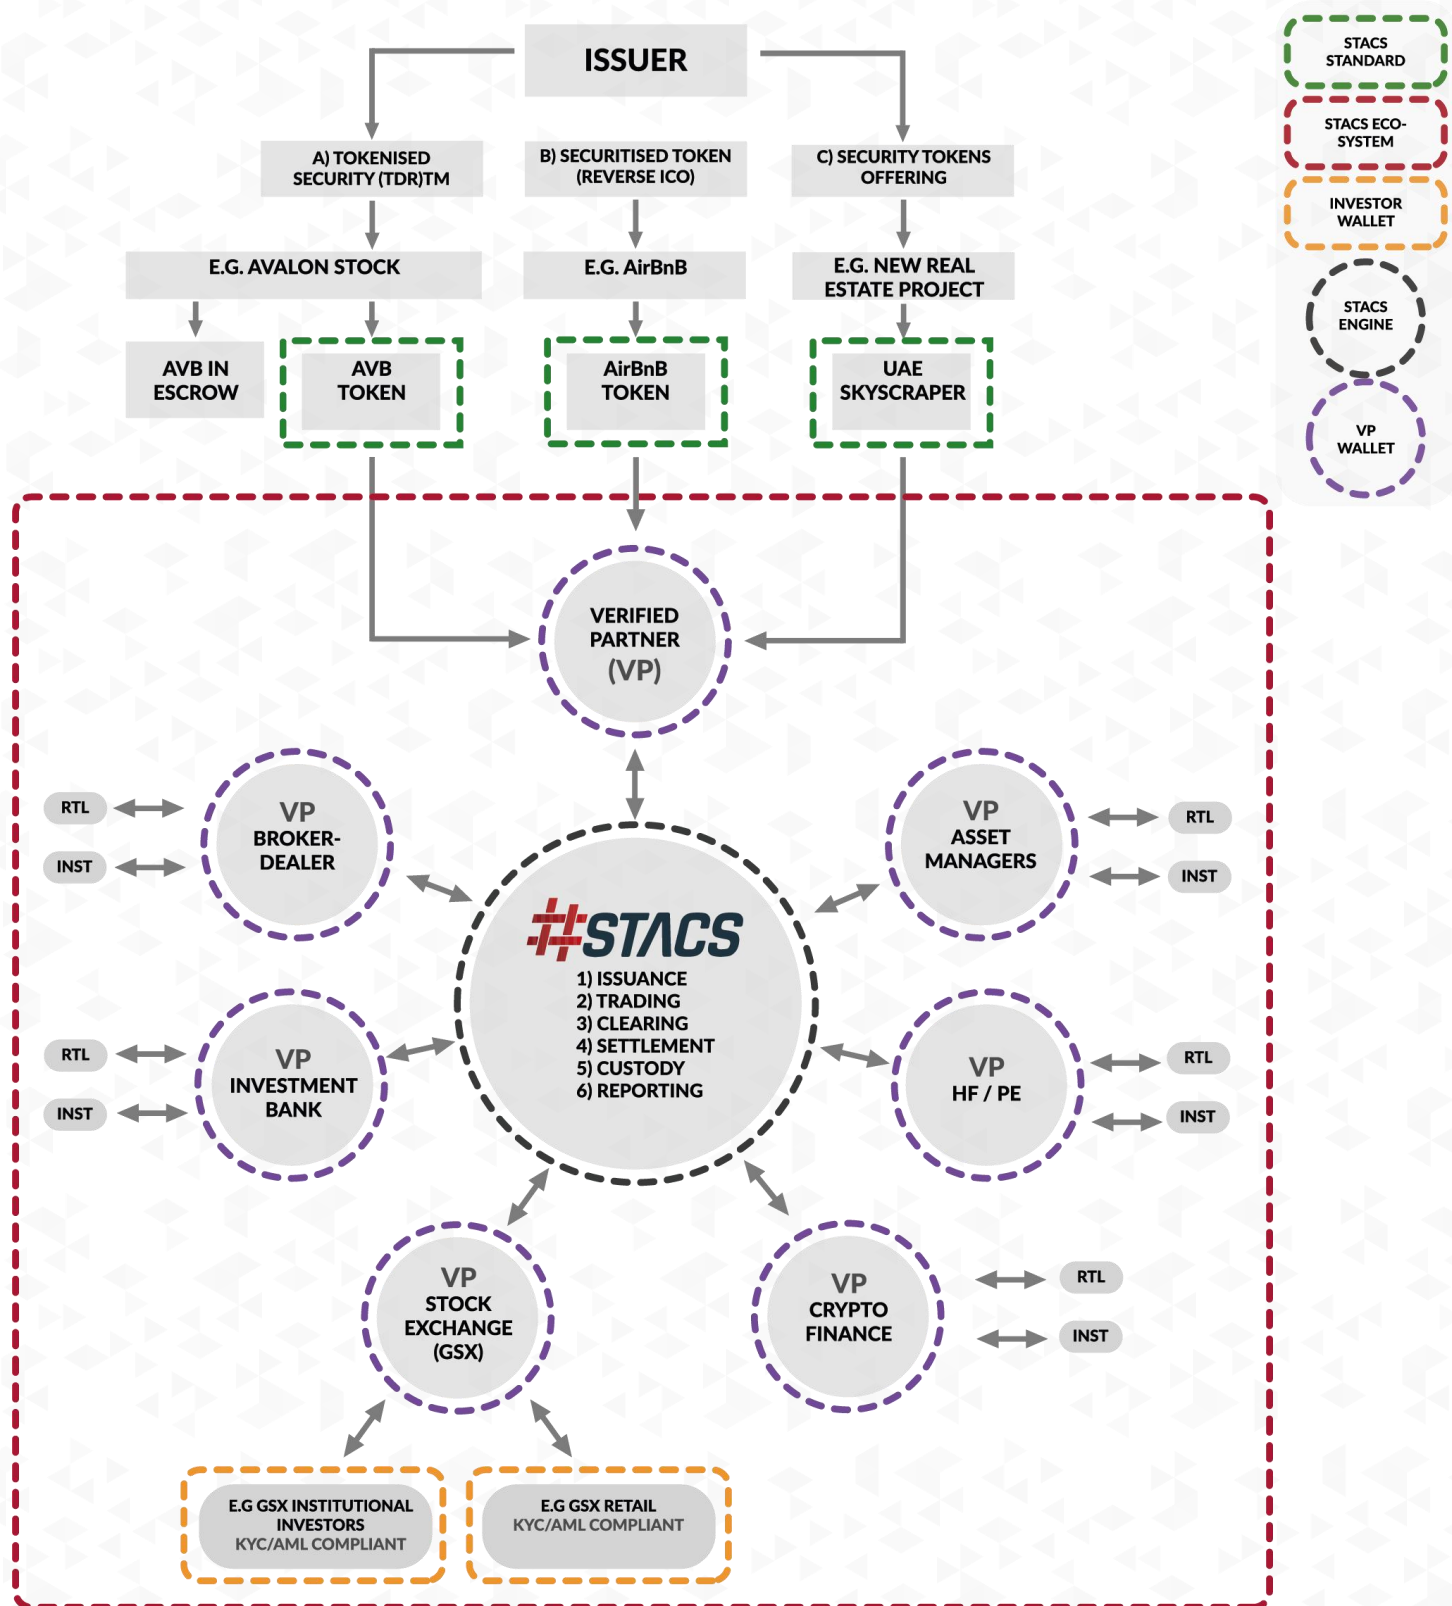 ISSUER
A) TOKENISED
SECURITY (TDR)TM
B) SECURITISED TOKEN
(REVERSE ICO)
C) SECURITY TOKENS
OFFERING
E.G. AVALON STOCK
E.G. AirBnB
E.G. NEW REAL
ESTATE PROJECT
AVB IN
ESCROW
AVB
TOKEN
AirBnB
TOKEN
UAE
SKYSCRAPER
STACS
STANDARD
STACS ECO-
SYSTEM
INVESTOR
WALLET
STACS
ENGINE
VP
WALLET
VERIFIED
PARTNER
(VP)
RTL
INST
VP
BROKER-
DEALER
VP
ASSET
MANAGERS
RTL
INST
#STACS
1) ISSUANCE
2) TRADING
3) CLEARING
4) SETTLEMENT
5) CUSTODY
6) REPORTING
RTL
INST
VP
INVESTMENT
BANK
VP
HF / PE
RTL
INST
VP
STOCK
EXCHANGE
(GSX)
VP
CRYPTO
FINANCE
RTL
INST
E.G GSX INSTITUTIONAL
INVESTORS
KYC/AML COMPLIANT
E.G GSX RETAIL
KYC/AML COMPLIANT